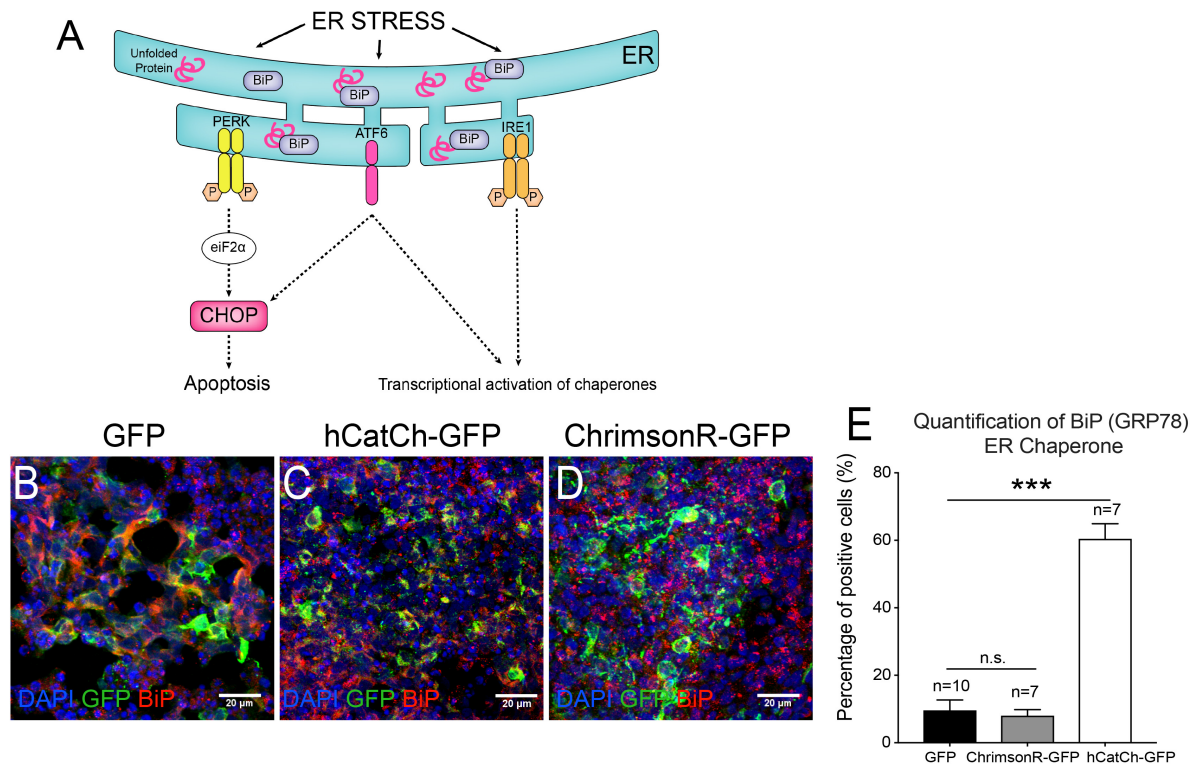 A
ER STRESS
Unfolded
Protein
BiP
BiP
BiP
ER
PERK
BiP
ATF6
BiP
IRE1
P
P
P
P
eiF2α
CHOP
Apoptosis
Transcriptional activation of chaperones
GFP
hCatCh-GFP
ChrimsonR-GFP
B
DAPI GFP BiP
20 µm
C
DAPI GFP BiP
20 µm
D
DAPI GFP BiP
20 µm
E
Quantification of BiP (GRP78)
ER Chaperone
Percentage of positive cells (%)
80
60
40
20
0
***
n=7
n.s.
n=10
n=7
GFP
ChrimsonR-GFP
hCatCh-GFP